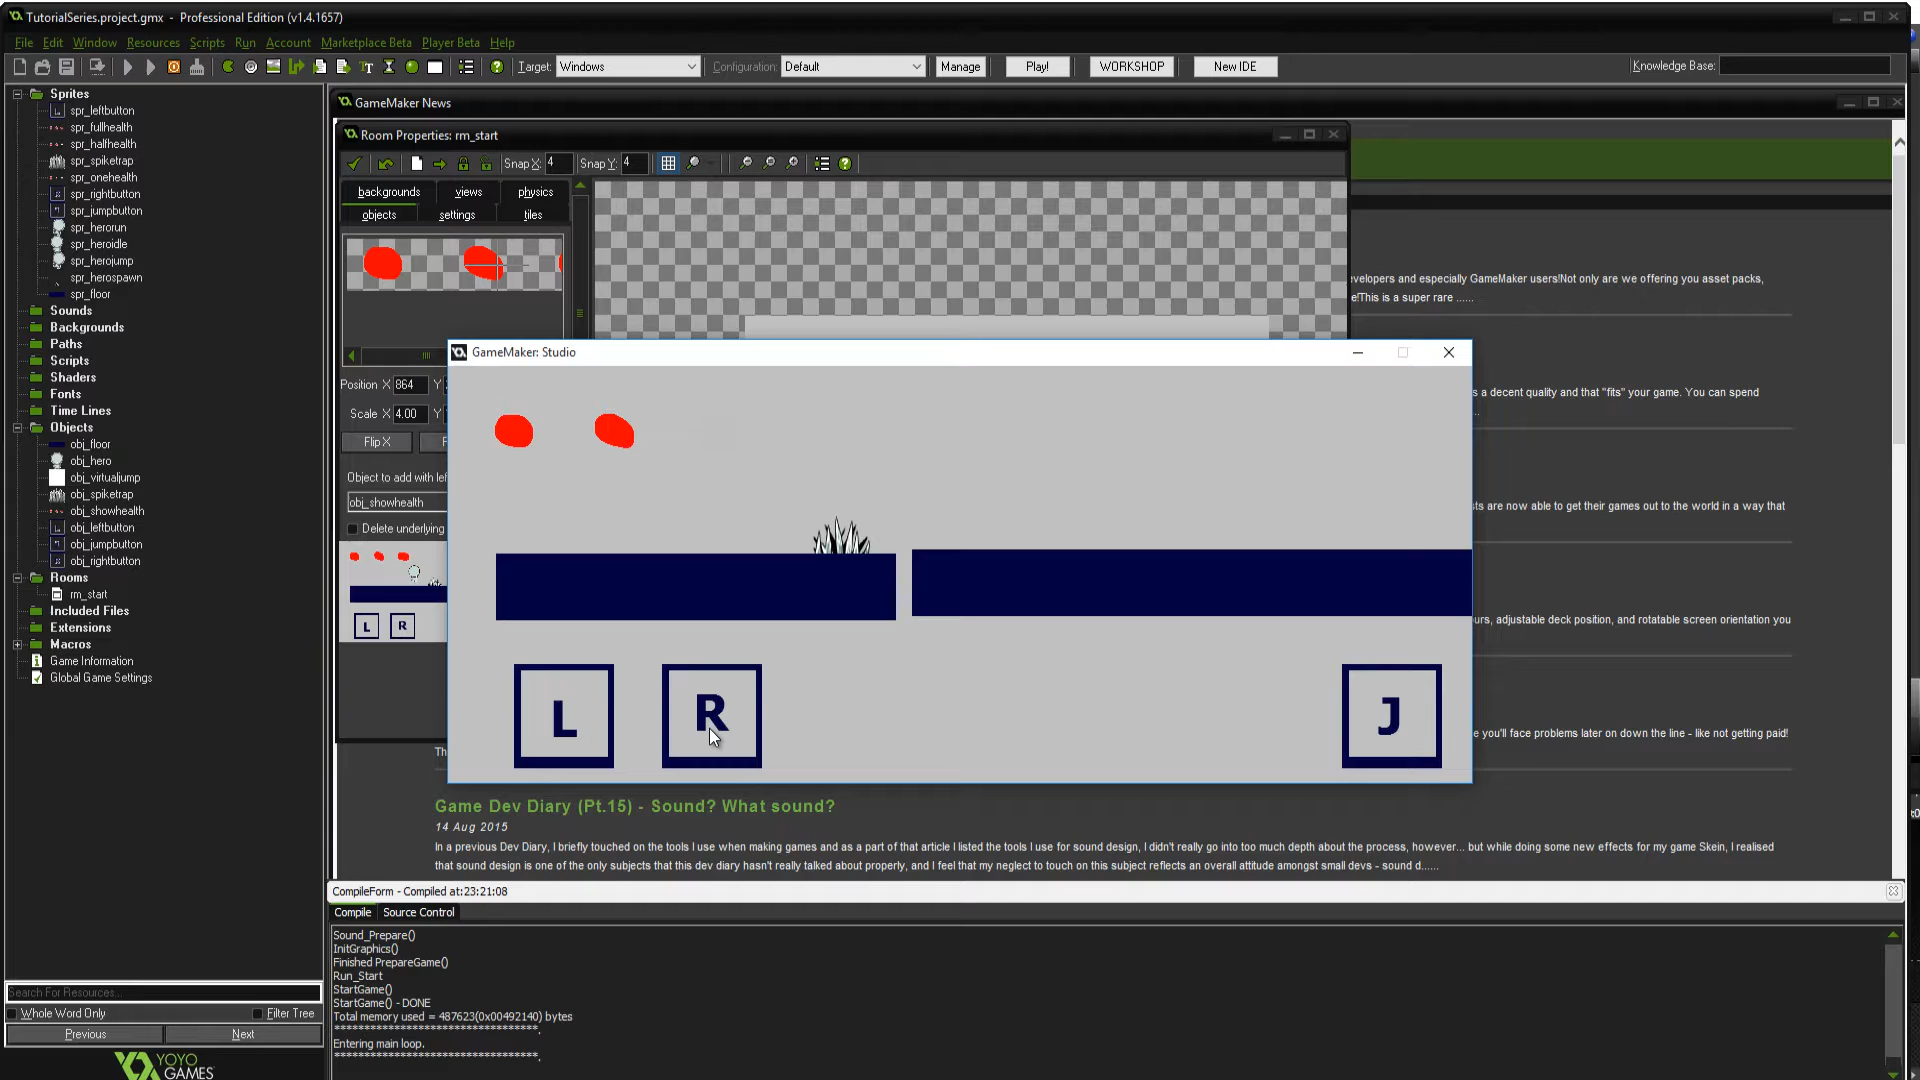 TutorialSeries.project.gmx - Professional Edition (v1.4.1657)
File Edit Window Resources Scripts Run Account Marketplace Beta Player Beta Help
Target: Windows Configuration: Default Manage Play! WORKSHOP New IDE Knowledge Base:
Sprites
spr_leftbutton
spr_fullhealth
spr_halfhealth
spr_spiketrap
spr_onehealth
spr_rightbutton
spr_jumpbutton
spr_herorun
spr_heroidle
spr_herojump
spr_herospawn
spr_floor
Sounds
Backgrounds
Paths
Scripts
Shaders
Fonts
Time Lines
Objects
obj_floor
obj_hero
obj_virtualjump
obj_spiketrap
obj_showhealth
obj_leftbutton
obj_jumpbutton
obj_rightbutton
Rooms
rm_start
Included Files
Extensions
Macros
Game Information
Global Game Settings
Search For Resources...
Whole Word Only Filter Tree
Previous Next
YOYO
GAMES
GameMaker News
Room Properties: rm_start
Snap X: 4 Snap Y: 4
backgrounds views physics
objects settings tiles
Position X 864 Y
Scale X 4.00 Y
Flip X F
Object to add with lef
obj_showhealth
Delete underlying
L R
GameMaker: Studio
L R J
evelopers and especially GameMaker users!Not only are we offering you asset packs,
e!This is a super rare ......
s a decent quality and that "fits" your game. You can spend
sts are now able to get their games out to the world in a way that
urs, adjustable deck position, and rotatable screen orientation you
e you'll face problems later on down the line - like not getting paid!
Th
Game Dev Diary (Pt.15) - Sound? What sound?
14 Aug 2015
In a previous Dev Diary, I briefly touched on the tools I use when making games and as a part of that article I listed the tools I use for sound design, I didn't really go into too much depth about the process, however... but while doing some new effects for my game Skein, I realised
that sound design is one of the only subjects that this dev diary hasn't really talked about properly, and I feel that my neglect to touch on this subject reflects an overall attitude amongst small devs - sound d......
CompileForm - Compiled at:23:21:08
Compile Source Control
Sound_Prepare()
InitGraphics()
Finished PrepareGame()
Run_Start
StartGame()
StartGame() - DONE
Total memory used = 487623(0x00492140) bytes
**********************************.
Entering main loop.
**********************************.